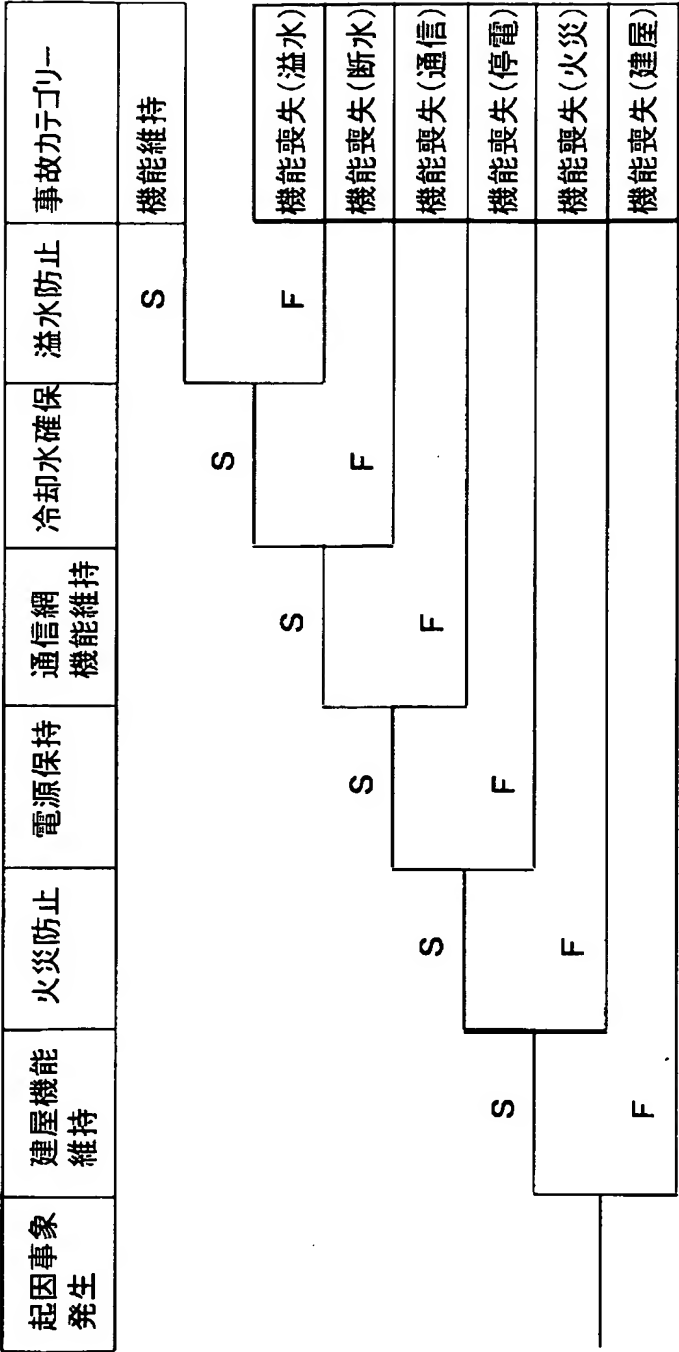 起因事象
発生
建屋機能
維持
火災防止
電源保持
通信網
機能維持
冷却水確保
溢水防止
事故カテゴリー
S
機能維持
S
F
機能喪失(溢水)
S
F
機能喪失(断水)
S
F
機能喪失(通信)
S
F
機能喪失(停電)
S
F
機能喪失(火災)
F
機能喪失(建屋)